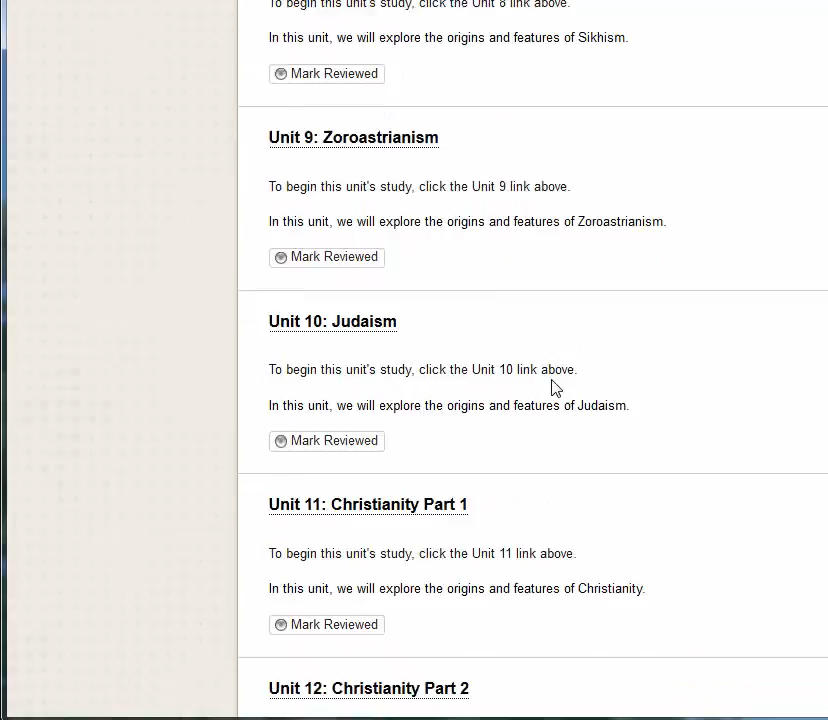 To begin this unit's study, click the Unit 8 link above.
In this unit, we will explore the origins and features of Sikhism.
Mark Reviewed
Unit 9: Zoroastrianism
To begin this unit's study, click the Unit 9 link above.
In this unit, we will explore the origins and features of Zoroastrianism.
Mark Reviewed
Unit 10: Judaism
To begin this unit's study, click the Unit 10 link above.
In this unit, we will explore the origins and features of Judaism.
Mark Reviewed
Unit 11: Christianity Part 1
To begin this unit's study, click the Unit 11 link above.
In this unit, we will explore the origins and features of Christianity.
Mark Reviewed
Unit 12: Christianity Part 2